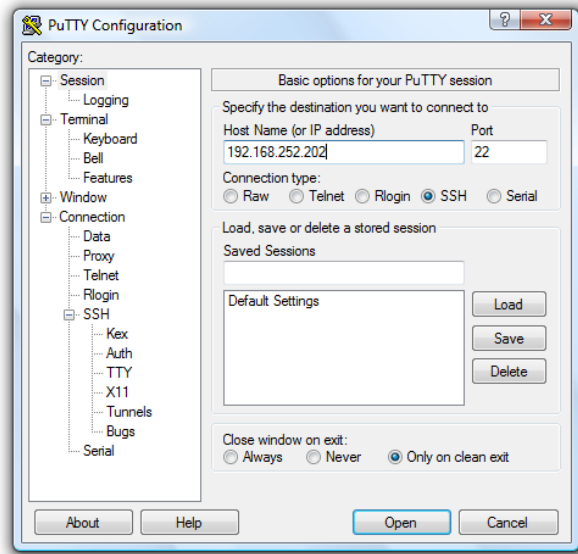 PuTTY Configuration
Category:
Session
Logging
Terminal
Keyboard
Bell
Features
Window
Connection
Data
Proxy
Telnet
Rlogin
SSH
Kex
Auth
TTY
X11
Tunnels
Bugs
Serial
Basic options for your PuTTY session
Specify the destination you want to connect to
Host Name (or IP address) Port
192.168.252.202 22
Connection type:
Raw Telnet Rlogin SSH Serial
Load, save or delete a stored session
Saved Sessions
Default Settings
Load
Save
Delete
Close window on exit:
Always Never Only on clean exit
About Help Open Cancel